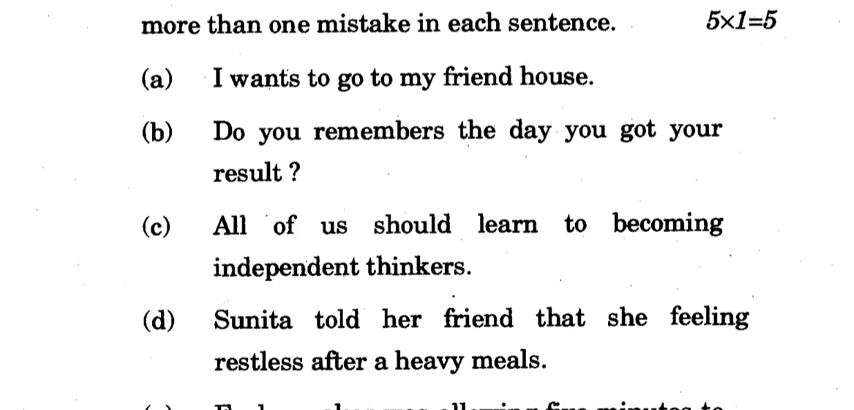 more than one mistake in each sentence. 5×1=5
(a) I wants to go to my friend house.
(b) Do you remembers the day you got your
result ?
(c) All of us should learn to becoming
independent thinkers.
(d) Sunita told her friend that she feeling
restless after a heavy meals.